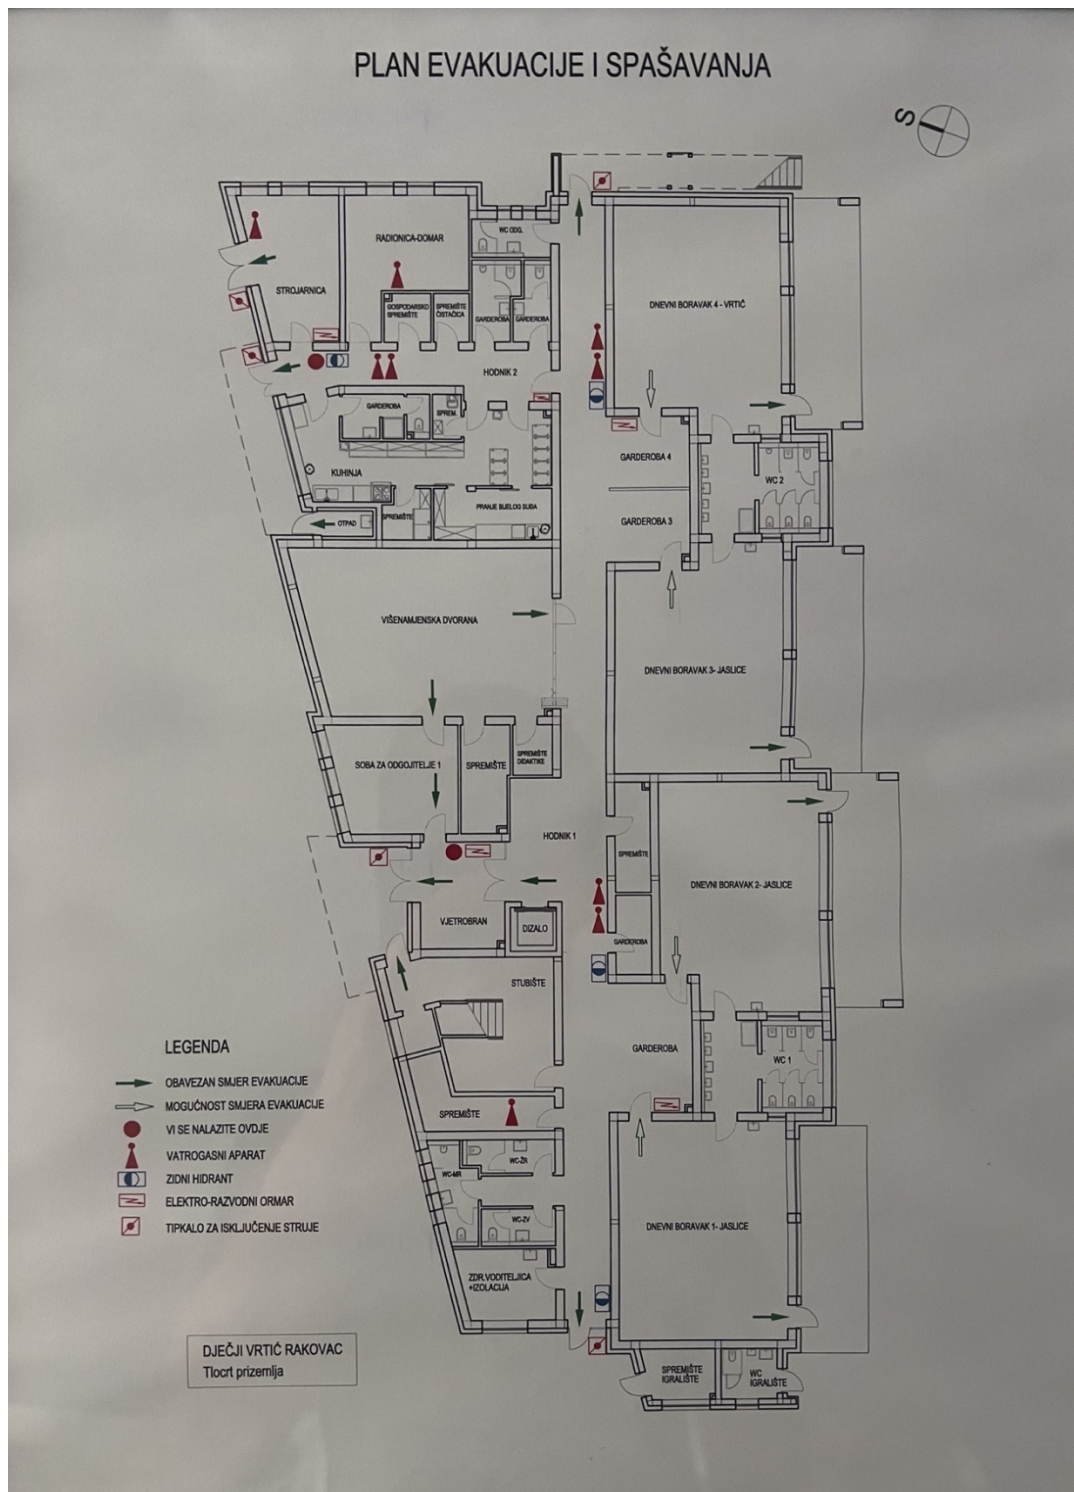 PLAN EVAKUACIJE I SPAŠAVANJA
S
WC ODG.
RADIONICA-DOMAR
STROJARNICA
GOSPODARSKO
SPREMIŠTE
SPREMIŠTE
ČISTAČICA
GARDEROBA
GARDEROBA
DNEVNI BORAVAK 4 - VRTIĆ
HODNIK 2
GARDEROBA
SPREM.
KUHINJA
GARDEROBA 4
WC 2
SPREMIŠTE
PRANJE BIJELOG SUĐA
OTPAD
GARDEROBA 3
VIŠENAMJENSKA DVORANA
DNEVNI BORAVAK 3- JASLICE
SOBA ZA ODGOJITELJE 1
SPREMIŠTE
SPREMIŠTE
DIDAKTIKE
HODNIK 1
SPREMIŠTE
DNEVNI BORAVAK 2- JASLICE
VJETROBRAN
DIZALO
GARDEROBA
STUBIŠTE
GARDEROBA
WC 1
SPREMIŠTE
WC-MR
WC-ŽR
WC-ZV
DNEVNI BORAVAK 1- JASLICE
ZDR.VODITELJICA
+IZOLACIJA
SPREMIŠTE
IGRALIŠTE
WC
IGRALIŠTE
LEGENDA
OBAVEZAN SMJER EVAKUACIJE
MOGUĆNOST SMJERA EVAKUACIJE
VI SE NALAZITE OVDJE
VATROGASNI APARAT
ZIDNI HIDRANT
ELEKTRO-RAZVODNI ORMAR
TIPKALO ZA ISKLJUČENJE STRUJE
DJEČJI VRTIĆ RAKOVAC
Tlocrt prizemlja